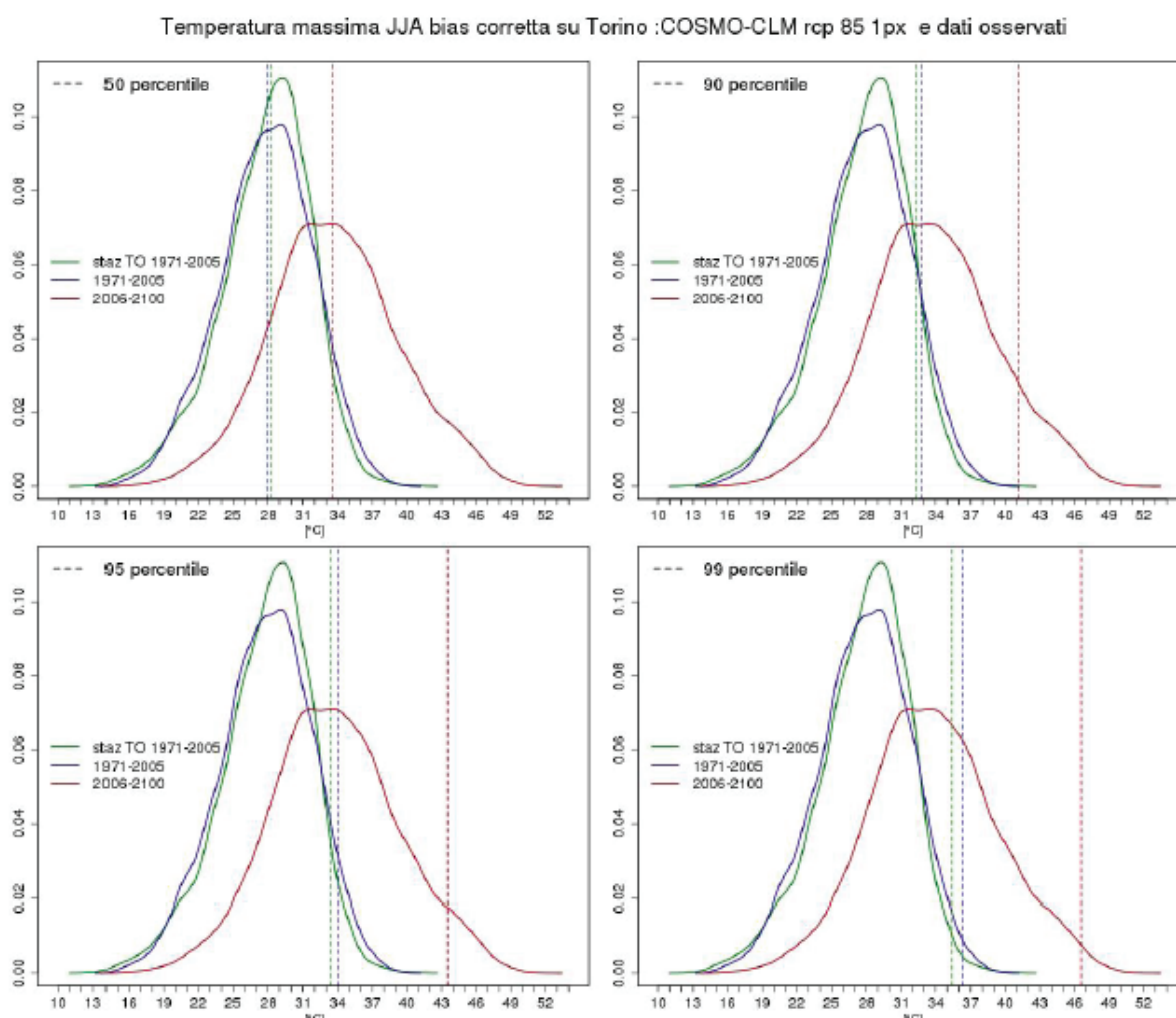 Temperatura massima JJA bias corretta su Torino :COSMO-CLM rcp 85 1px e dati osservati
50 percentile
0.10
0.08
0.06
0.04
0.02
0.00
staz TO 1971-2005
1971-2005
2006-2100
10 13 16 19 22 25 28 31 34 37 40 43 46 49 52
[°C]
90 percentile
0.10
0.08
0.06
0.04
0.02
0.00
staz TO 1971-2005
1971-2005
2006-2100
10 13 16 19 22 25 28 31 34 37 40 43 46 49 52
[°C]
95 percentile
0.10
0.08
0.06
0.04
0.02
0.00
staz TO 1971-2005
1971-2005
2006-2100
10 13 16 19 22 25 28 31 34 37 40 43 46 49 52
[°C]
99 percentile
0.10
0.08
0.06
0.04
0.02
0.00
staz TO 1971-2005
1971-2005
2006-2100
10 13 16 19 22 25 28 31 34 37 40 43 46 49 52
[°C]